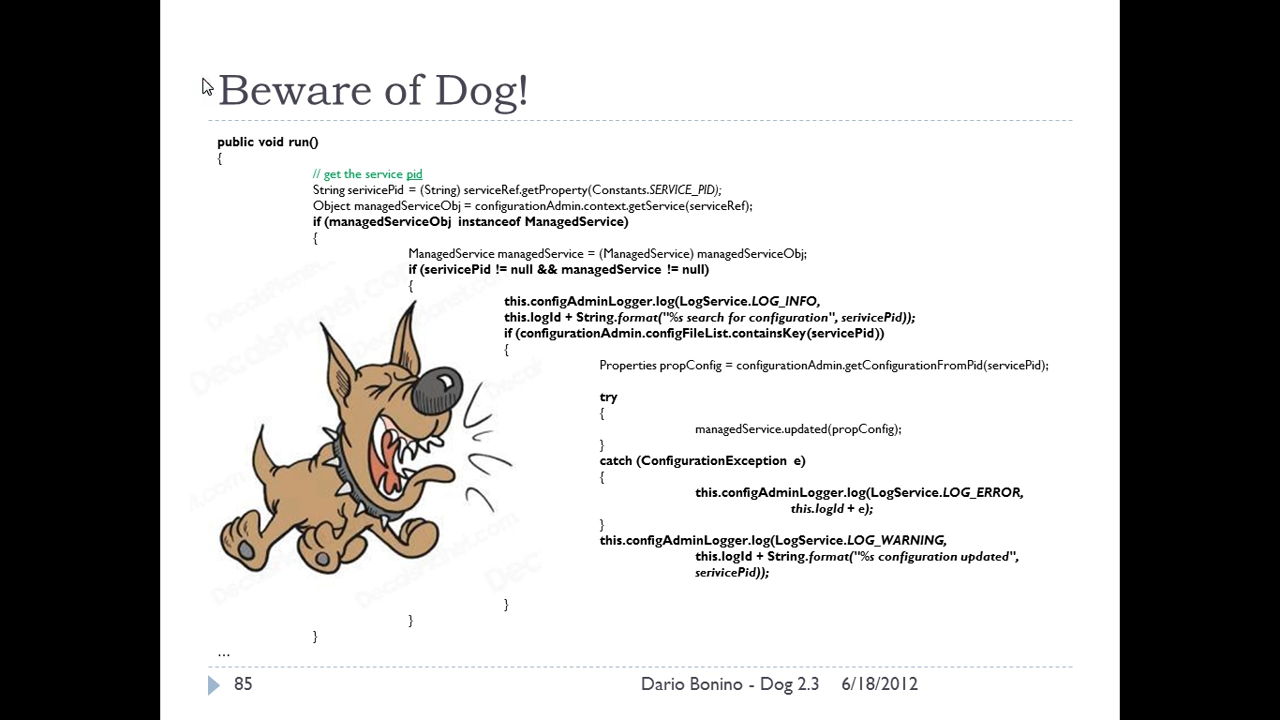 Beware of Dog!
public void run()
{
// get the service pid
String serivicePid = (String) serviceRef.getProperty(Constants.SERVICE_PID);
Object managedServiceObj = configurationAdmin.context.getService(serviceRef);
if (managedServiceObj instanceof ManagedService)
{
ManagedService managedService = (ManagedService) managedServiceObj;
if (serivicePid != null && managedService != null)
{
this.configAdminLogger.log(LogService.LOG_INFO,
this.logId + String.format("%s search for configuration", serivicePid));
if (configurationAdmin.configFileList.containsKey(servicePid))
{
Properties propConfig = configurationAdmin.getConfigurationFromPid(servicePid);
try
{
managedService.updated(propConfig);
}
catch (ConfigurationException e)
{
this.configAdminLogger.log(LogService.LOG_ERROR,
this.logId + e);
}
this.configAdminLogger.log(LogService.LOG_WARNING,
this.logId + String.format("%s configuration updated",
serivicePid));
}
}
}
...
85 Dario Bonino - Dog 2.3 6/18/2012